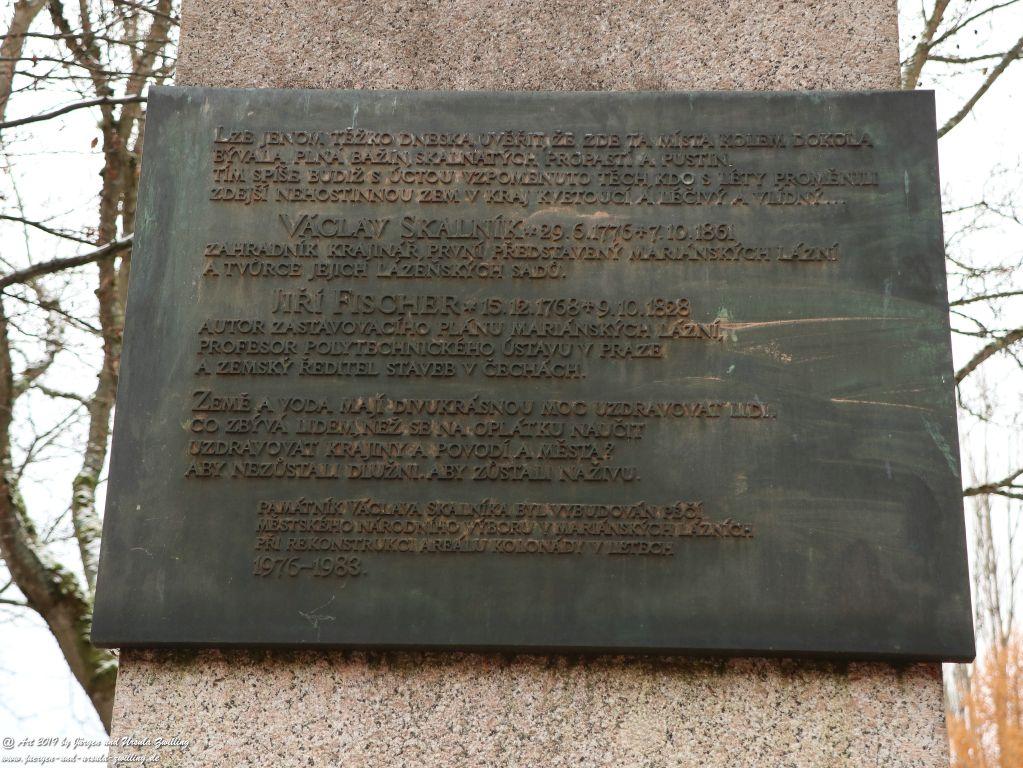 LZE JENOM TĚŽKO DNESKA UVĚŘIT, ŽE ZDE TA MÍSTA KOLEM DOKOLA
BÝVALA PLNÁ BAŽIN, SKALNATÝCH PROPASTÍ A PUSTIN.
TÍM SPÍŠE BUDIŽ S ÚCTOU VZPOMENUTO TĚCH, KDO S LÉTY PROMĚNILI
ZDEJŠÍ NEHOSTINNOU ZEM V KRAJ KVETOUCÍ A LÉČIVÝ A VLÍDNÝ...
VÁCLAV SKALNÍK * 29.6.1776 + 7.10.1861
ZAHRADNÍK KRAJINÁŘ, PRVNÍ PŘEDSTAVENÝ MARIÁNSKÝCH LÁZNÍ
A TVŮRCE JEJICH LÁZEŇSKÝCH SADŮ.
JIŘÍ FISCHER * 15.12.1768 + 9.10.1828
AUTOR ZASTAVOVACÍHO PLÁNU MARIÁNSKÝCH LÁZNÍ,
PROFESOR POLYTECHNICKÉHO ÚSTAVU V PRAZE
A ZEMSKÝ ŘEDITEL STAVEB V ČECHÁCH.
ZEMĚ A VODA MAJÍ DIVUKRÁSNOU MOC UZDRAVOVAT LIDI.
CO ZBÝVÁ LIDEM, NEŽ SE NA OPLÁTKU NAUČIT
UZDRAVOVAT KRAJINY A POVODÍ A MĚSTA?
ABY NEZŮSTALI DLUŽNI. ABY ZŮSTALI NAŽIVU.
PAMÁTNÍK VÁCLAVA SKALNÍKA BYL VYBUDOVÁN PÉČÍ
MĚSTSKÉHO NÁRODNÍHO VÝBORU V MARIÁNSKÝCH LÁZNÍCH
PŘI REKONSTRUKCI AREÁLU KOLONÁDY V LETECH
1976-1983.
@ Art 2019 by Jürgen und Ursula Zwilling
www.juergen-und-ursula-zwilling.de